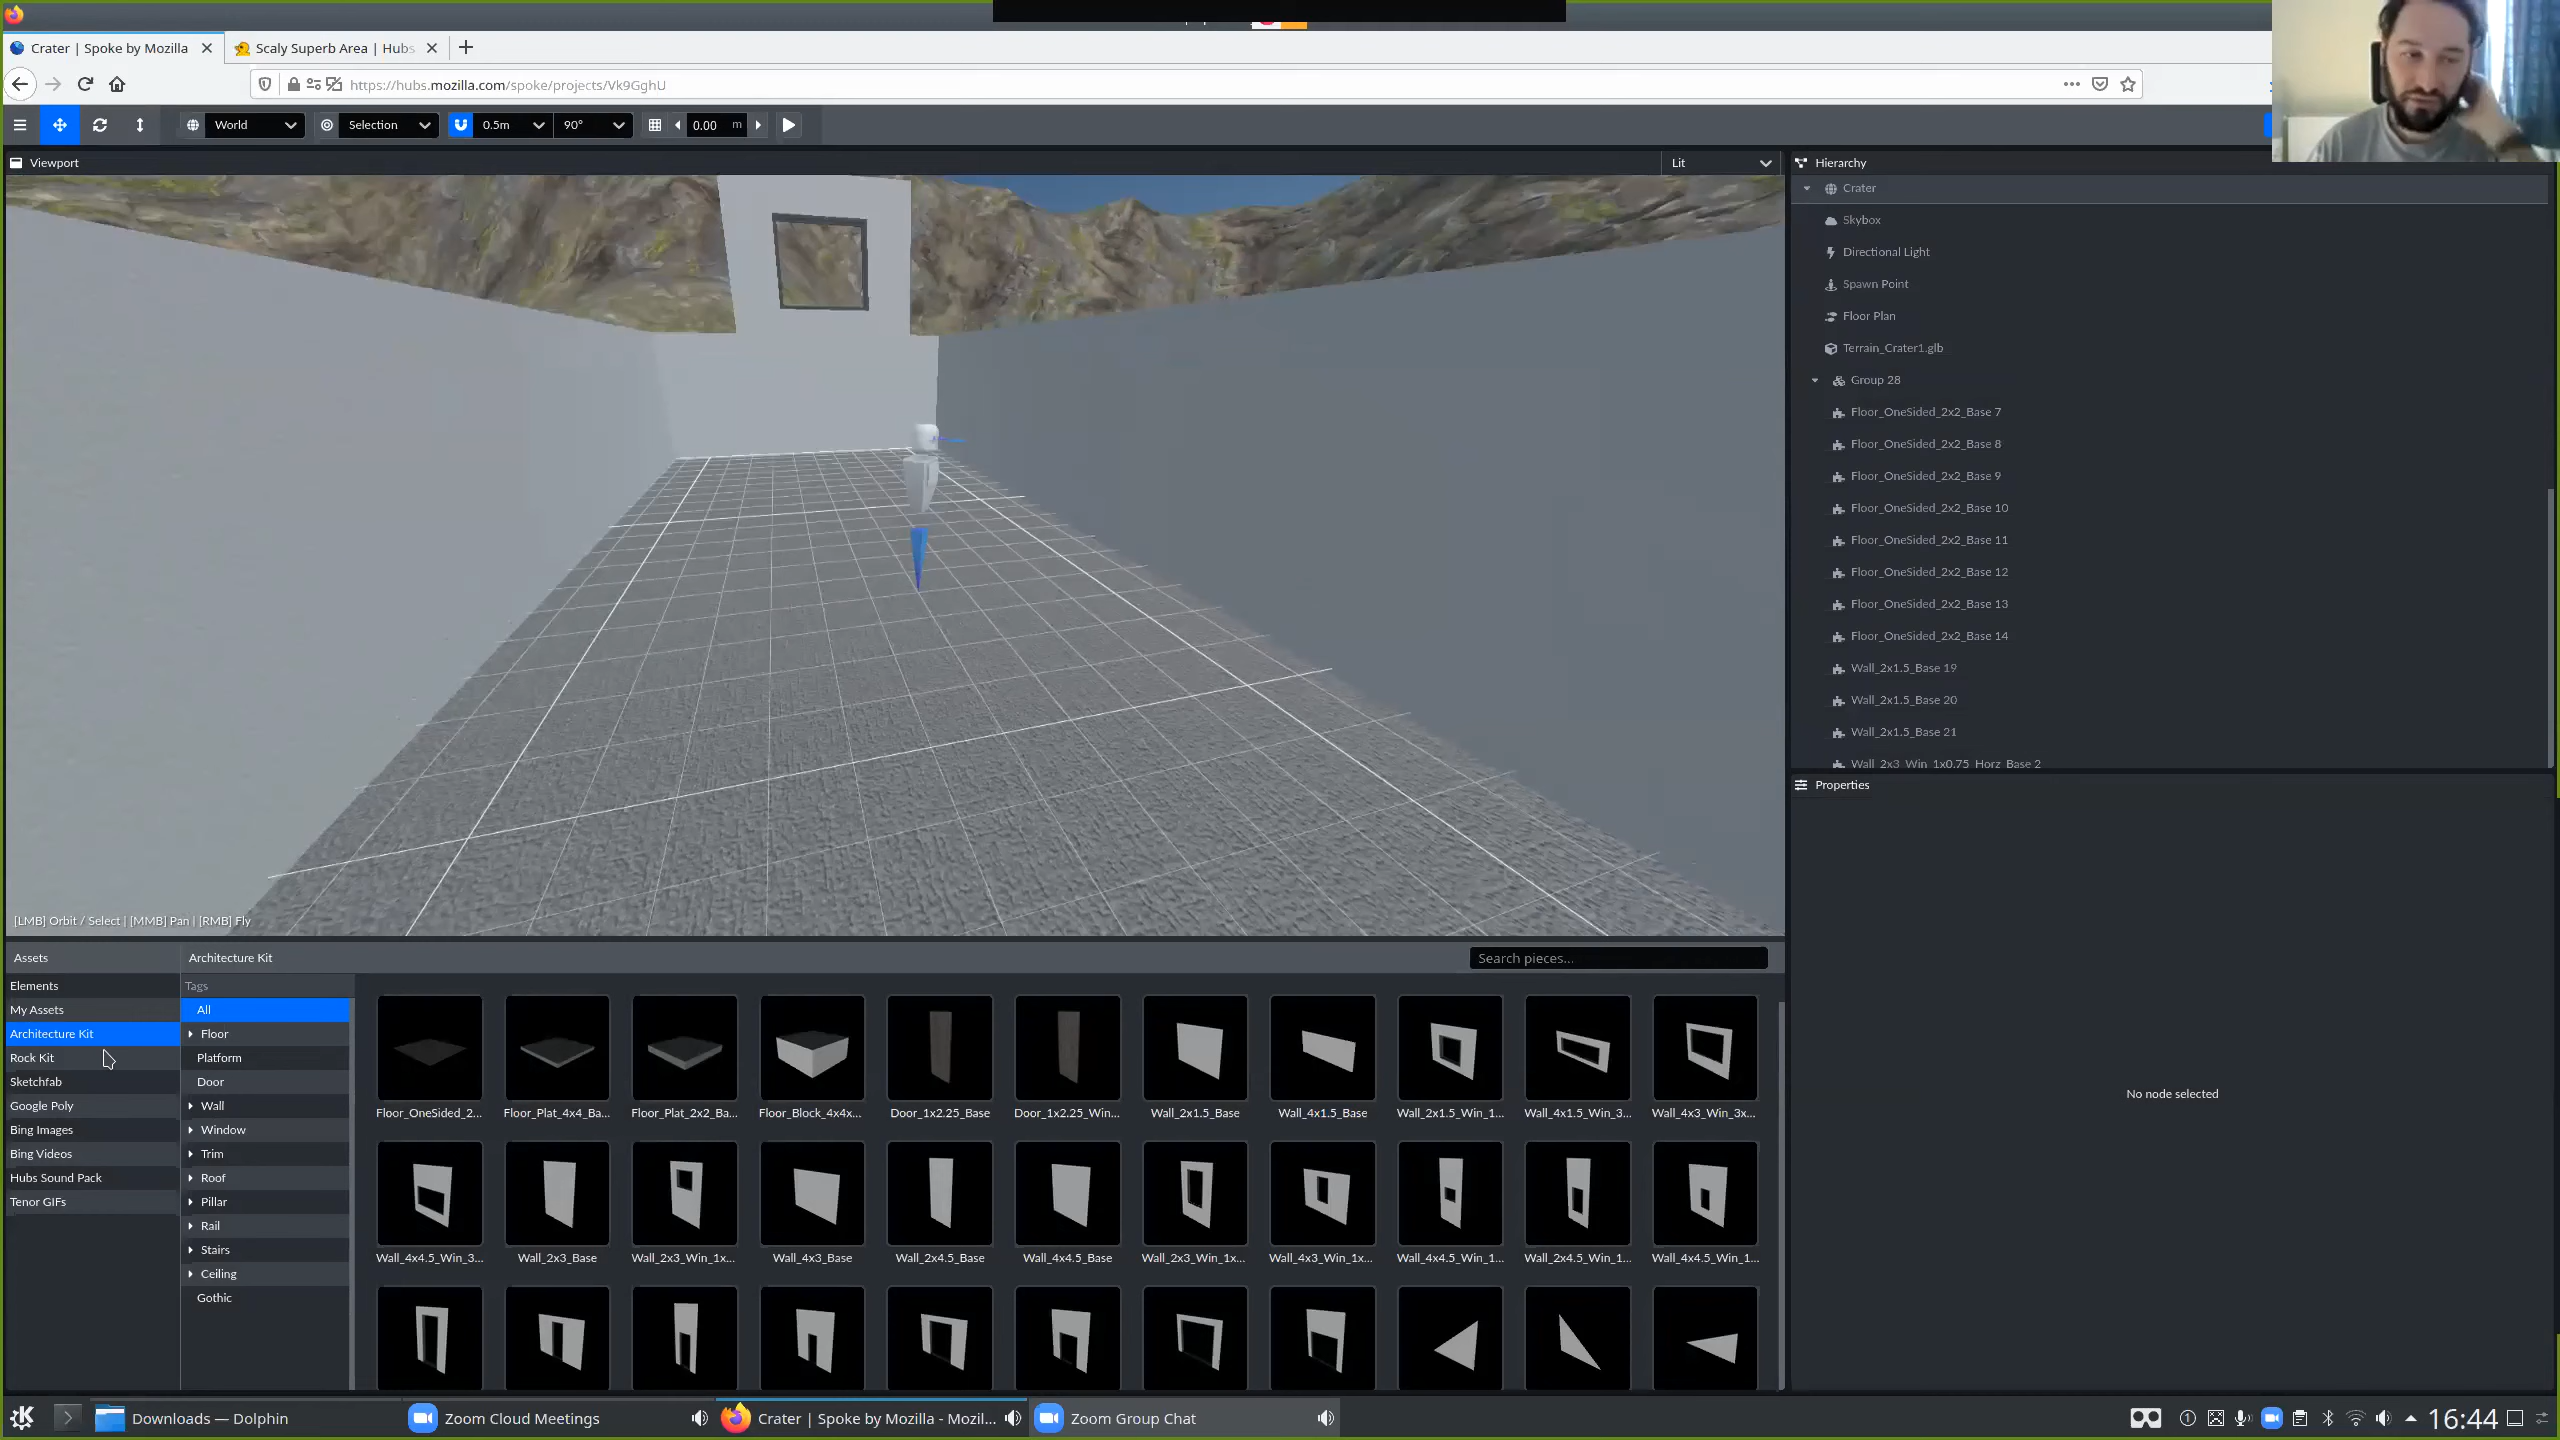 Crater | Spoke by Mozilla
Scaly Superb Area | Hubs
https://hubs.mozilla.com/spoke/projects/Vk9GghU
World
Selection
0.5m
90°
0.00 m
Viewport
Lit
Hierarchy
Crater
Skybox
Directional Light
Spawn Point
Floor Plan
Terrain_Crater1.glb
Group 28
Floor_OneSided_2x2_Base 7
Floor_OneSided_2x2_Base 8
Floor_OneSided_2x2_Base 9
Floor_OneSided_2x2_Base 10
Floor_OneSided_2x2_Base 11
Floor_OneSided_2x2_Base 12
Floor_OneSided_2x2_Base 13
Floor_OneSided_2x2_Base 14
Wall_2x1.5_Base 19
Wall_2x1.5_Base 20
Wall_2x1.5_Base 21
Wall_2x3_Win_1x0.75_Horz_Base 2
Properties
No node selected
[LMB] Orbit / Select | [MMB] Pan | [RMB] Fly
Assets
Elements
My Assets
Architecture Kit
Rock Kit
Sketchfab
Google Poly
Bing Images
Bing Videos
Hubs Sound Pack
Tenor GIFs
Architecture Kit
Search pieces...
Tags
All
Floor
Platform
Door
Wall
Window
Trim
Roof
Pillar
Rail
Stairs
Ceiling
Gothic
Floor_OneSided_2...
Floor_Plat_4x4_Ba...
Floor_Plat_2x2_Ba...
Floor_Block_4x4x...
Door_1x2.25_Base
Door_1x2.25_Win...
Wall_2x1.5_Base
Wall_4x1.5_Base
Wall_2x1.5_Win_1...
Wall_4x1.5_Win_3...
Wall_4x3_Win_3x...
Wall_4x4.5_Win_3...
Wall_2x3_Base
Wall_2x3_Win_1x...
Wall_4x3_Base
Wall_2x4.5_Base
Wall_4x4.5_Base
Wall_2x3_Win_1x...
Wall_4x3_Win_1x...
Wall_4x4.5_Win_1...
Wall_2x4.5_Win_1...
Wall_4x4.5_Win_1...
Downloads — Dolphin
Zoom Cloud Meetings
Crater | Spoke by Mozilla - Mozil...
Zoom Group Chat
16:44